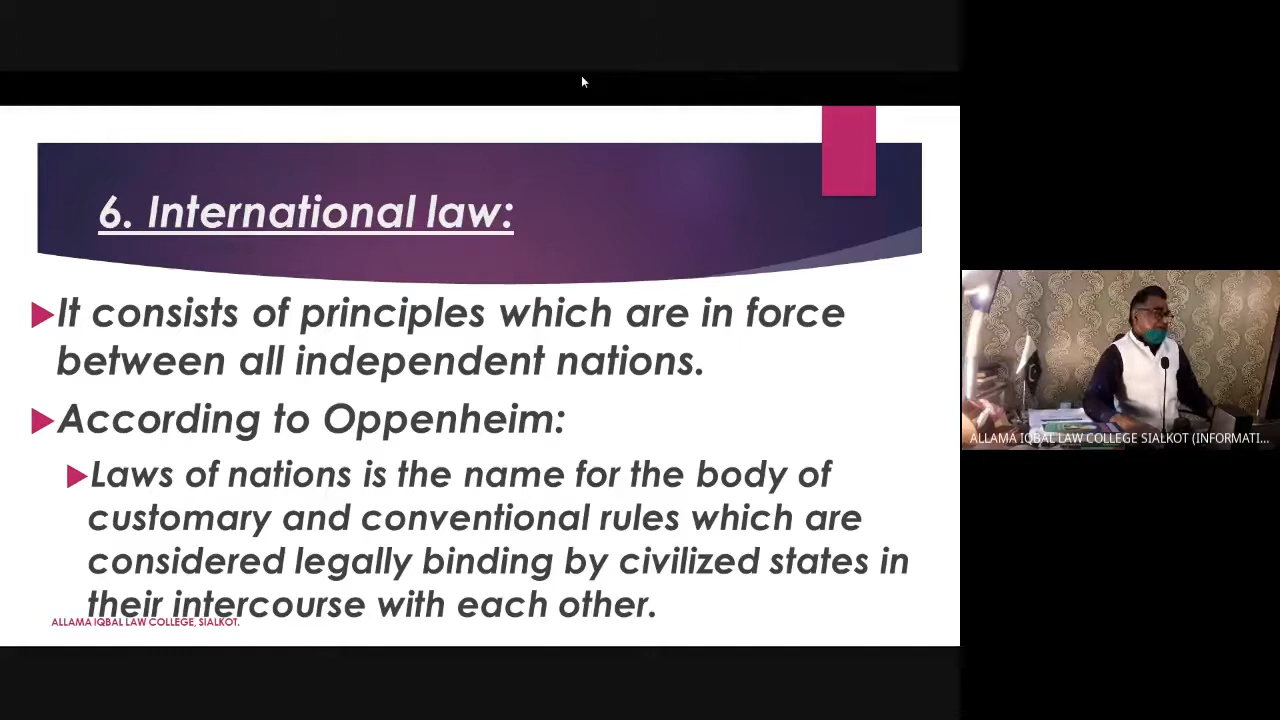 6. International law:
It consists of principles which are in force
between all independent nations.
According to Oppenheim:
Laws of nations is the name for the body of
customary and conventional rules which are
considered legally binding by civilized states in
their intercourse with each other.
ALLAMA IQBAL LAW COLLEGE, SIALKOT.
ALLAMA IQBAL LAW COLLEGE SIALKOT (INFORMATI...